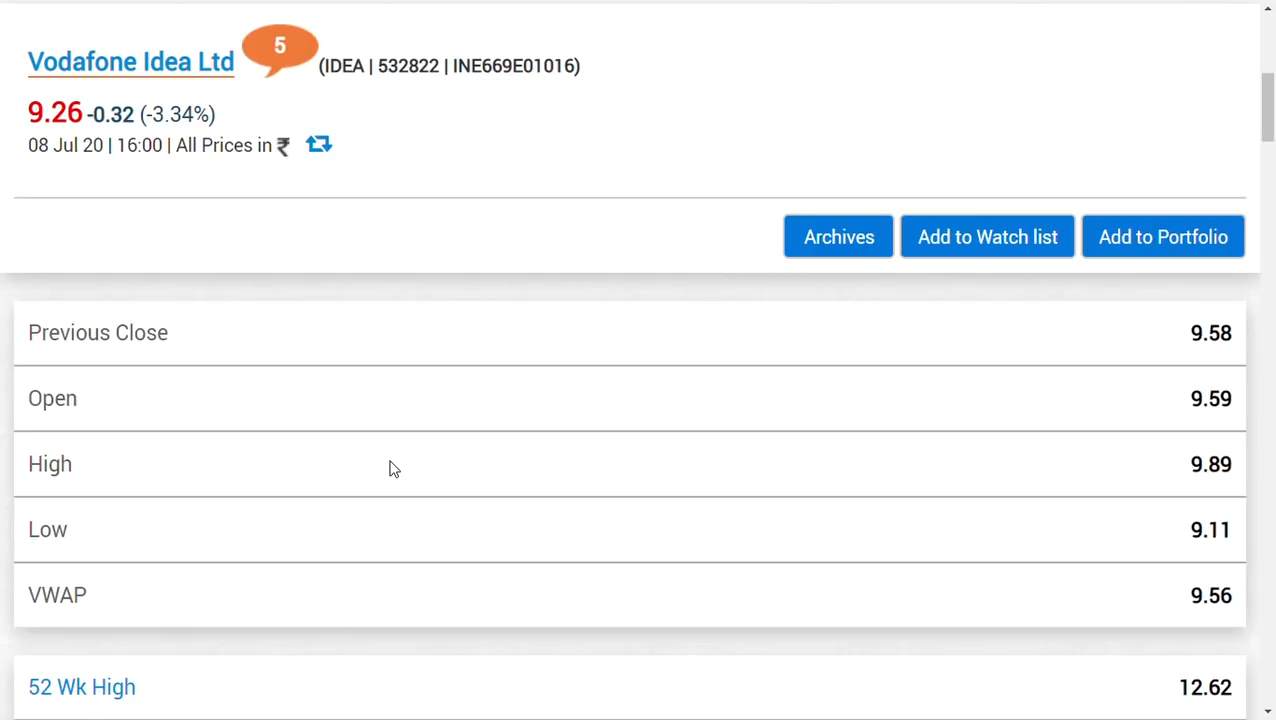 Vodafone Idea Ltd 5 (IDEA | 532822 | INE669E01016)
9.26 -0.32 (-3.34%)
08 Jul 20 | 16:00 | All Prices in ₹
Archives Add to Watch list Add to Portfolio
Previous Close 9.58
Open 9.59
High 9.89
Low 9.11
VWAP 9.56
52 Wk High 12.62